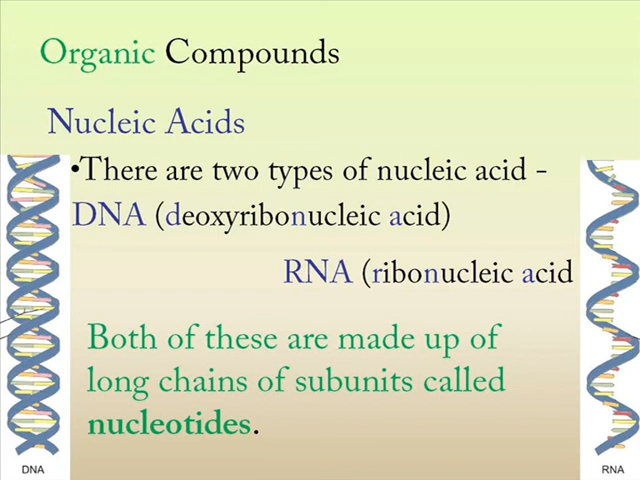 Organic Compounds
Nucleic Acids
•There are two types of nucleic acid -
DNA (deoxyribonucleic acid)
RNA (ribonucleic acid
Both of these are made up of
long chains of subunits called
nucleotides.
DNA
RNA